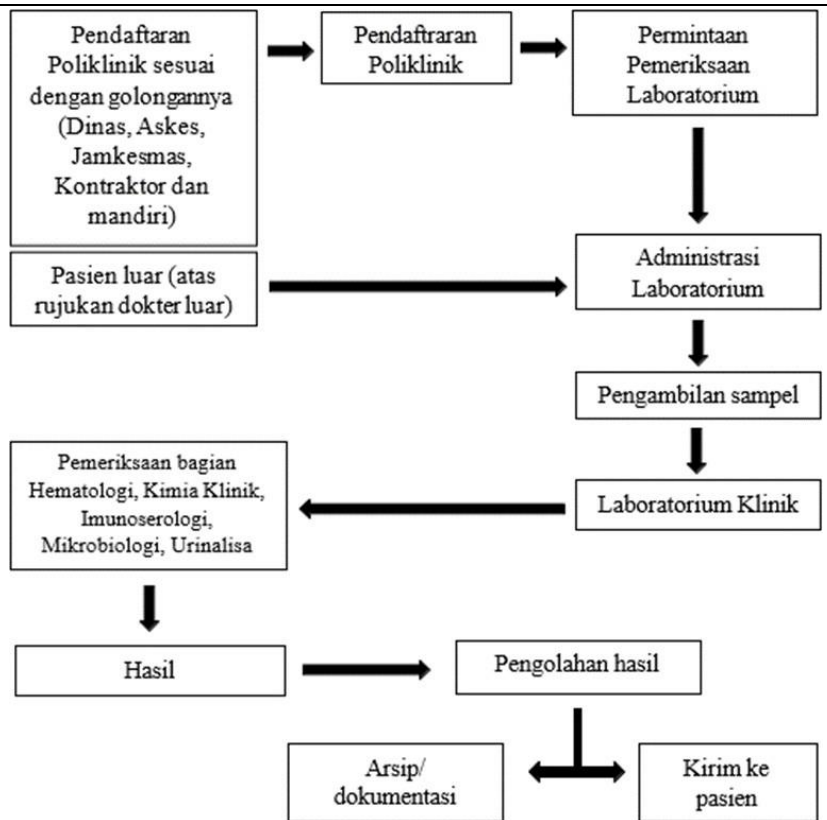 Pendaftaran
Poliklinik sesuai
dengan golongannya
(Dinas, Askes,
Jamkesmas,
Kontraktor dan
mandiri)
Pendaftraran
Poliklinik
Permintaan
Pemeriksaan
Laboratorium
Pasien luar (atas
rujukan dokter luar)
Administrasi
Laboratorium
Pengambilan sampel
Laboratorium Klinik
Pemeriksaan bagian
Hematologi, Kimia Klinik,
Imunoserologi,
Mikrobiologi, Urinalisa
Hasil
Pengolahan hasil
Arsip/
dokumentasi
Kirim ke
pasien